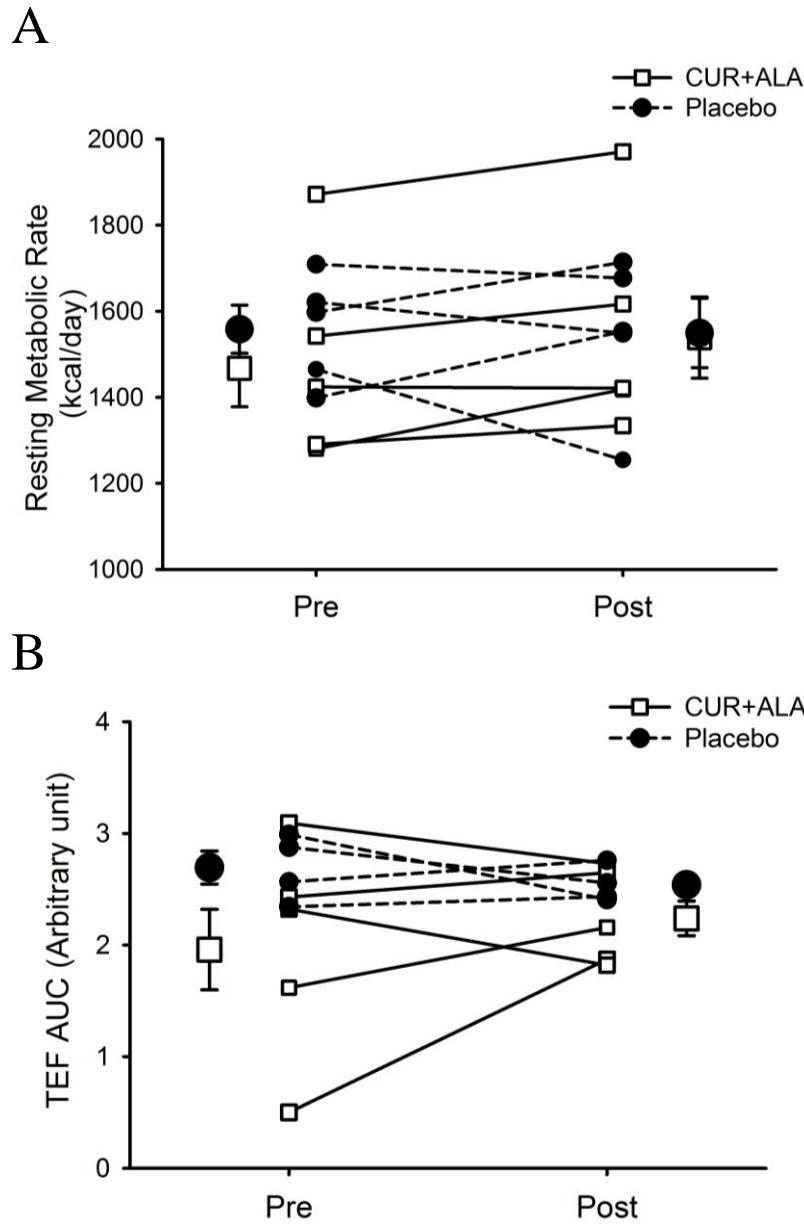 A
CUR+ALA
Placebo
2000
1800
1600
1400
1200
1000
Resting Metabolic Rate
(kcal/day)
Pre Post
B
CUR+ALA
Placebo
4
3
2
1
0
TEF AUC (Arbitrary unit)
Pre Post